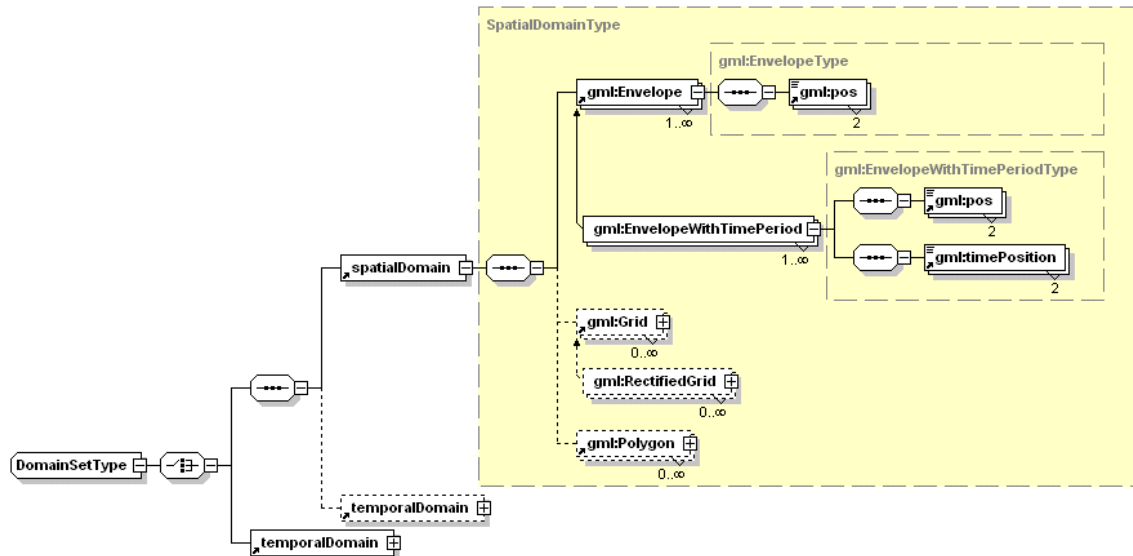 SpatialDomainType
gml:EnvelopeType
gml:Envelope
gml:pos
1..∞
2
gml:EnvelopeWithTimePeriodType
gml:pos
2
gml:EnvelopeWithTimePeriod
1..∞
gml:timePosition
2
spatialDomain
gml:Grid
0..∞
gml:RectifiedGrid
0..∞
gml:Polygon
0..∞
DomainSetType
temporalDomain
temporalDomain